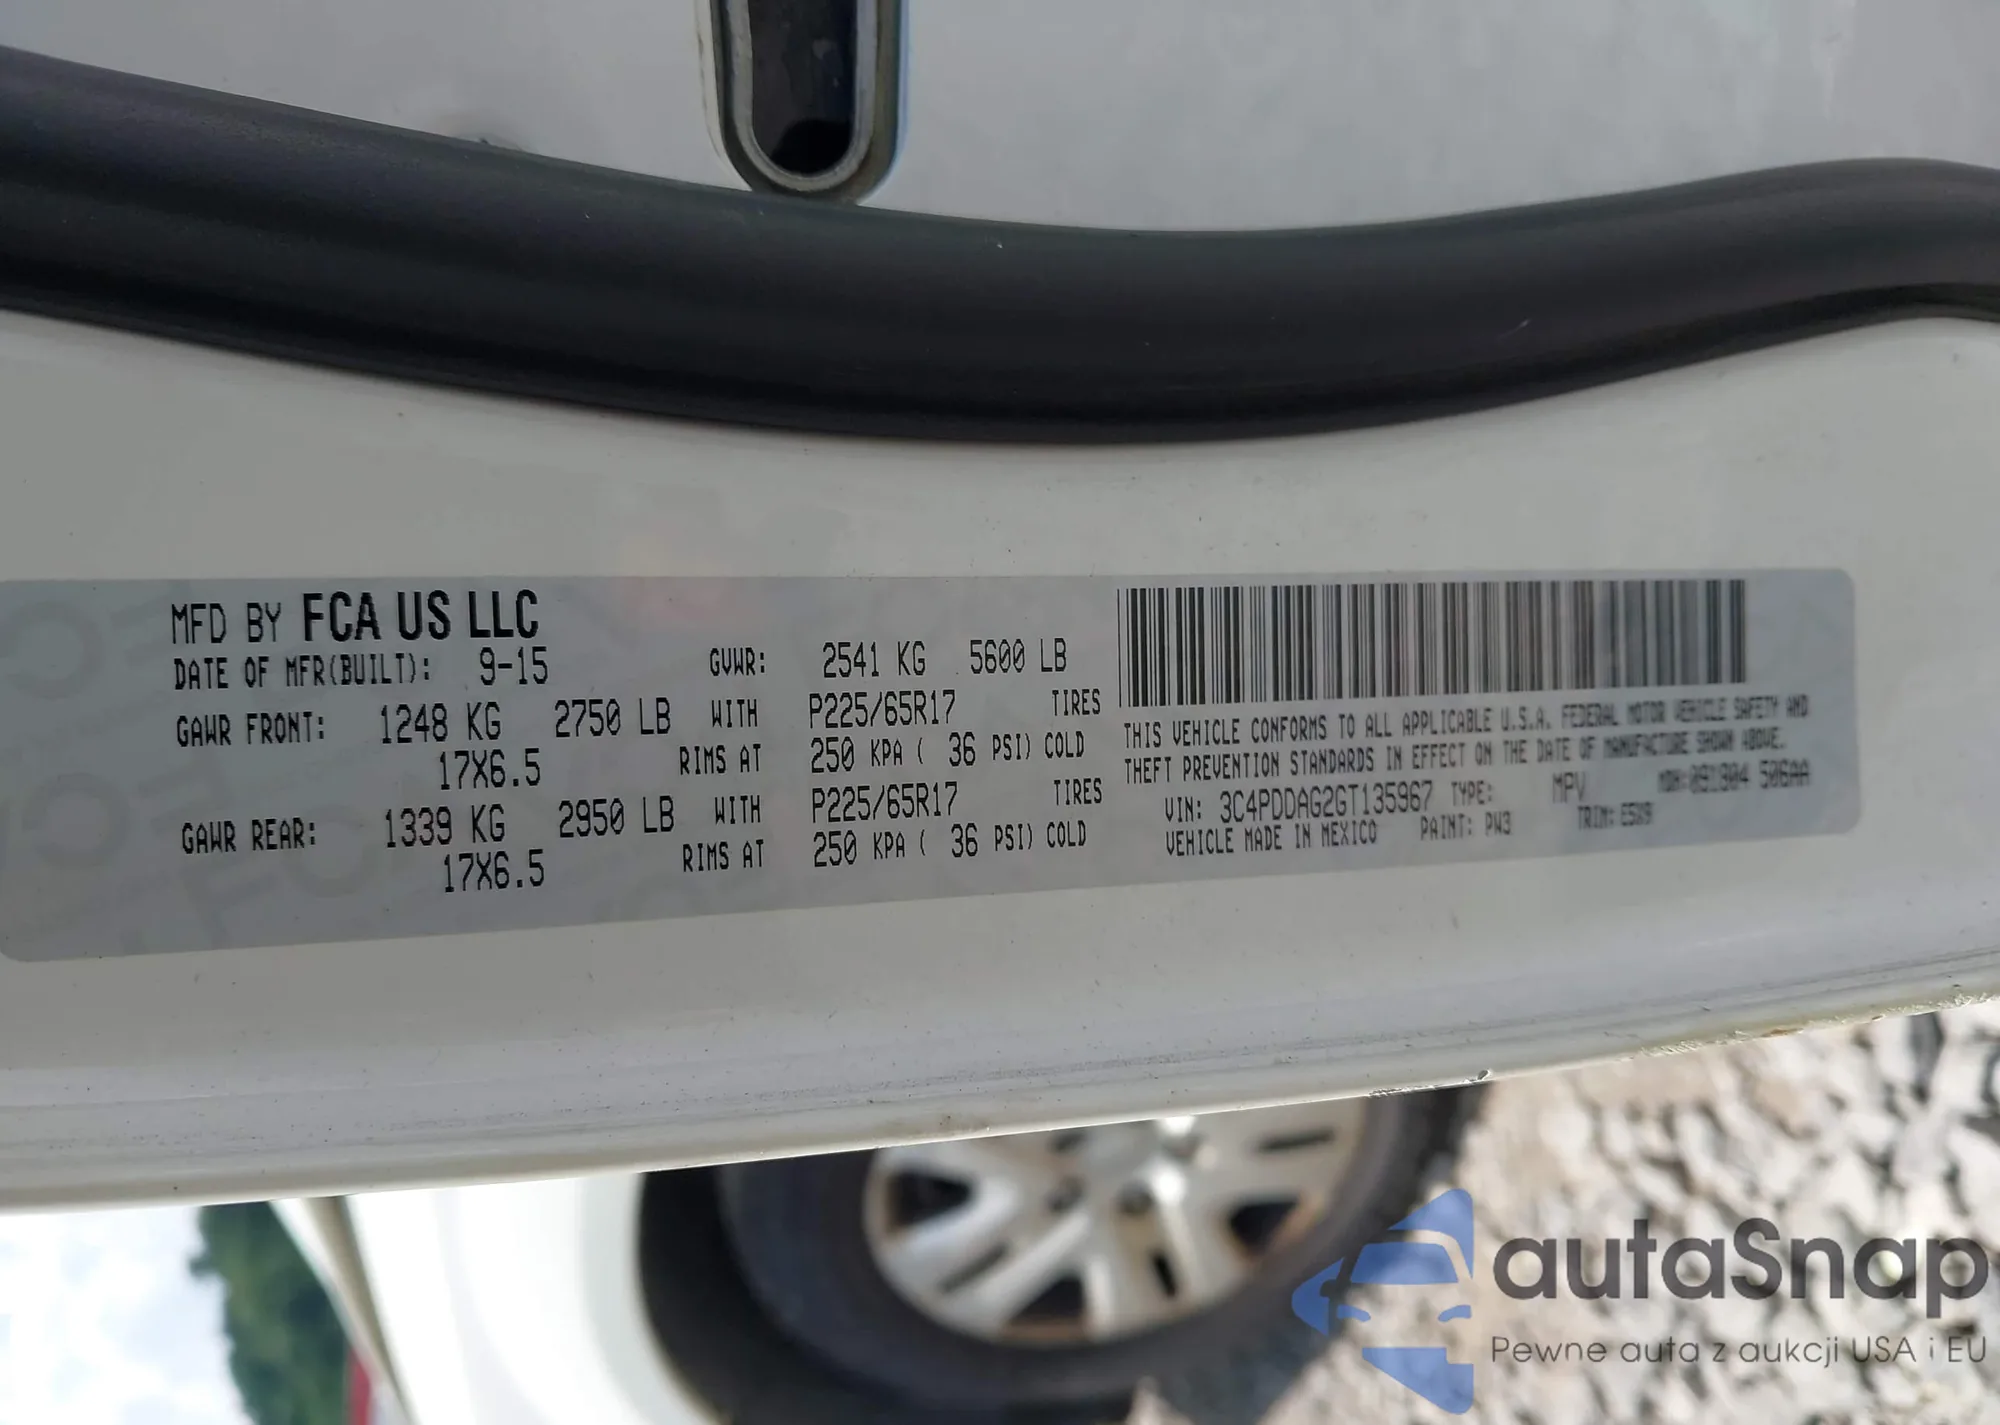 MFD BY FCA US LLC
DATE OF MFR(BUILT): 9-15 GVWR: 2541 KG 5600 LB
GAWR FRONT: 1248 KG 2750 LB WITH P225/65R17 TIRES
17X6.5 RIMS AT 250 KPA ( 36 PSI) COLD
GAWR REAR: 1339 KG 2950 LB WITH P225/65R17 TIRES
17X6.5 RIMS AT 250 KPA ( 36 PSI) COLD
THIS VEHICLE CONFORMS TO ALL APPLICABLE U.S.A. FEDERAL MOTOR VEHICLE SAFETY AND
THEFT PREVENTION STANDARDS IN EFFECT ON THE DATE OF MANUFACTURE SHOWN ABOVE.
VIN: 3C4PDDAG2GT135967 TYPE: MPV 506AA
VEHICLE MADE IN MEXICO PAINT: PW3 TRIM:
autaSnap
Pewne auta z aukcji USA i EU